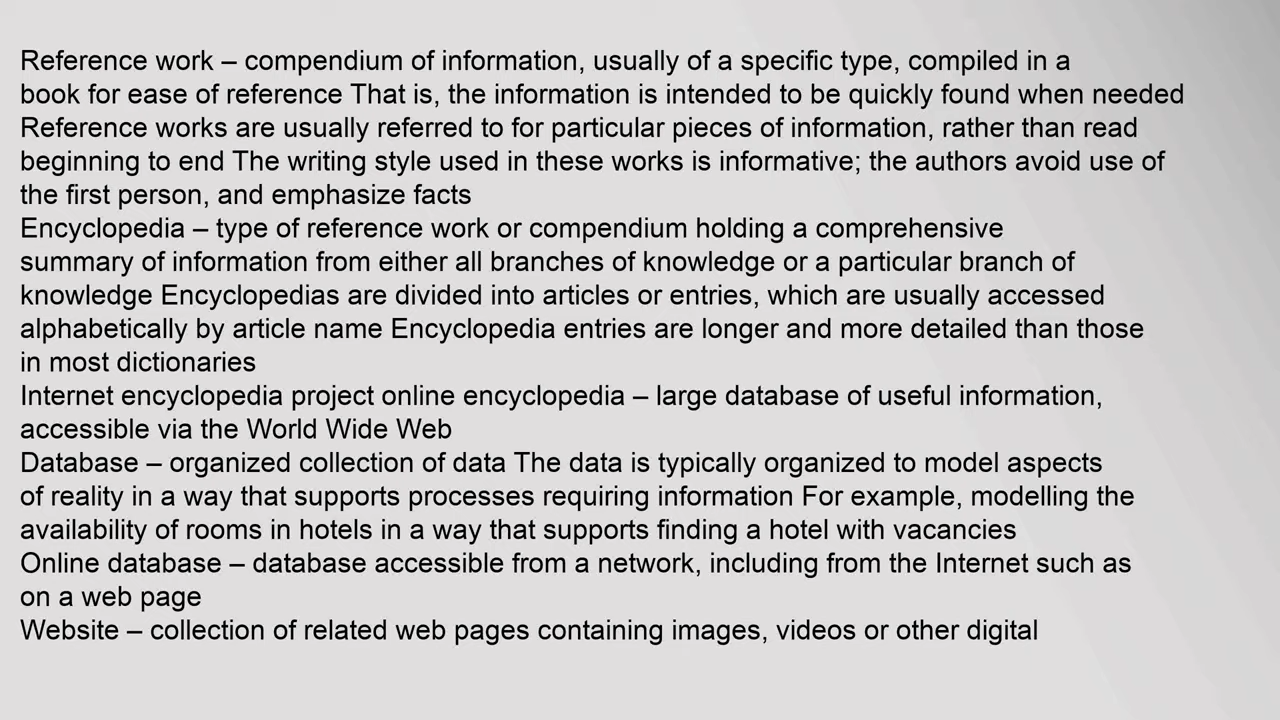 Reference work – compendium of information, usually of a specific type, compiled in a
book for ease of reference That is, the information is intended to be quickly found when needed
Reference works are usually referred to for particular pieces of information, rather than read
beginning to end The writing style used in these works is informative; the authors avoid use of
the first person, and emphasize facts
Encyclopedia – type of reference work or compendium holding a comprehensive
summary of information from either all branches of knowledge or a particular branch of
knowledge Encyclopedias are divided into articles or entries, which are usually accessed
alphabetically by article name Encyclopedia entries are longer and more detailed than those
in most dictionaries
Internet encyclopedia project online encyclopedia – large database of useful information,
accessible via the World Wide Web
Database – organized collection of data The data is typically organized to model aspects
of reality in a way that supports processes requiring information For example, modelling the
availability of rooms in hotels in a way that supports finding a hotel with vacancies
Online database – database accessible from a network, including from the Internet such as
on a web page
Website – collection of related web pages containing images, videos or other digital